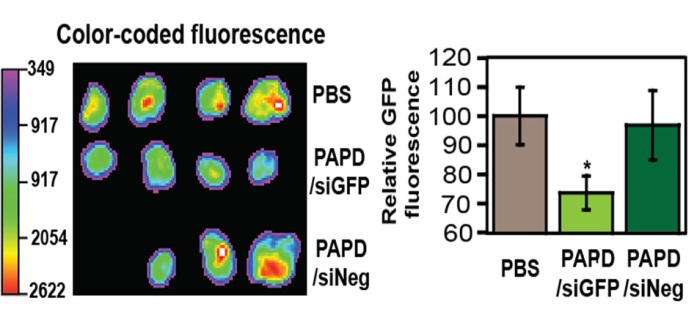 Color-coded fluorescence
349
917
917
2054
2622
PBS
PAPD
/siGFP
PAPD
/siNeg
Relative GFP
fluorescence
120
110
100
90
80
70
60
*
PBS
PAPD
/siGFP
PAPD
/siNeg